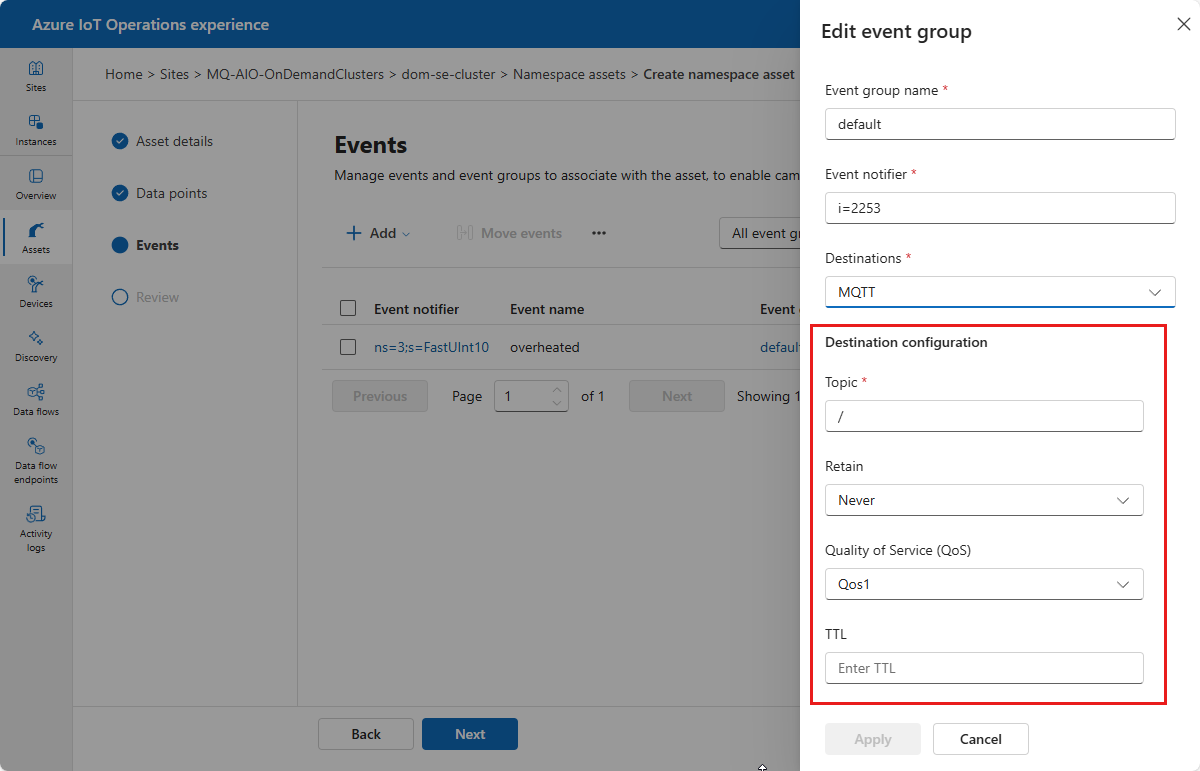 Azure IoT Operations experience
Sites
Instances
Overview
Assets
Devices
Discovery
Data flows
Data flow
endpoints
Activity
logs
Home > Sites > MQ-AIO-OnDemandClusters > dom-se-cluster > Namespace assets > Create namespace asset
Asset details
Data points
Events
Review
Events
Manage events and event groups to associate with the asset, to enable cam
Add
Move events
All event gr
Event notifier Event name Event
ns=3;s=FastUInt10 overheated default
Previous Page 1 of 1 Next Showing 1
Back Next
Edit event group
Event group name *
default
Event notifier *
i=2253
Destinations *
MQTT
Destination configuration
Topic *
/
Retain
Never
Quality of Service (QoS)
Qos1
TTL
Enter TTL
Apply Cancel